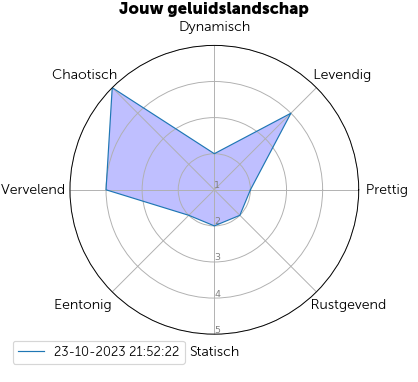 Jouw geluidslandschap
Dynamisch
Chaotisch
Levendig
Vervelend
Prettig
1
2
3
4
5
Eentonig
Rustgevend
Statisch
23-10-2023 21:52:22